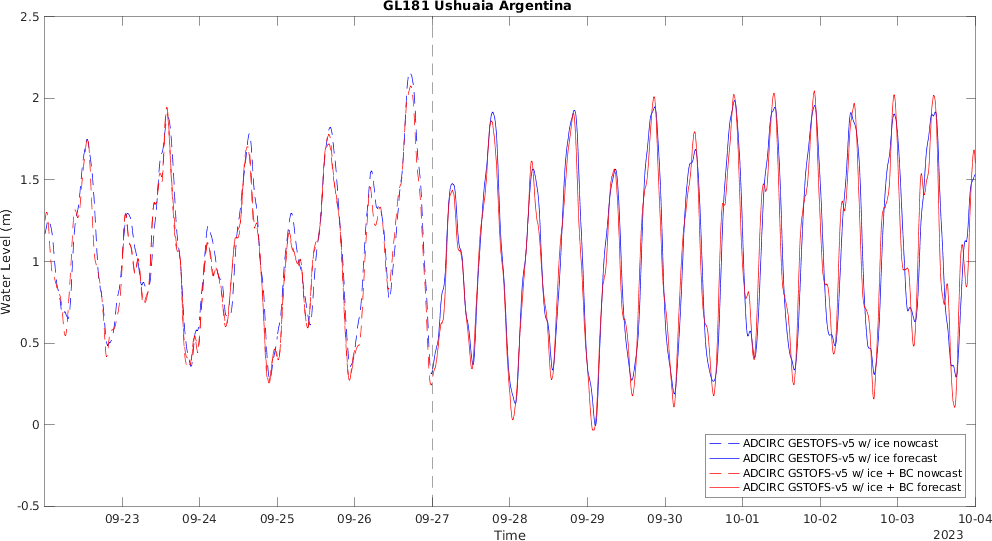 GL181 Ushuaia Argentina
2.5
2
1.5
1
0.5
0
-0.5
Water Level (m)
ADCIRC GESTOFS-v5 w/ ice nowcast
ADCIRC GESTOFS-v5 w/ ice forecast
ADCIRC GSTOFS-v5 w/ ice + BC nowcast
ADCIRC GSTOFS-v5 w/ ice + BC forecast
09-23 09-24 09-25 09-26 09-27 09-28 09-29 09-30 10-01 10-02 10-03 10-04
Time
2023